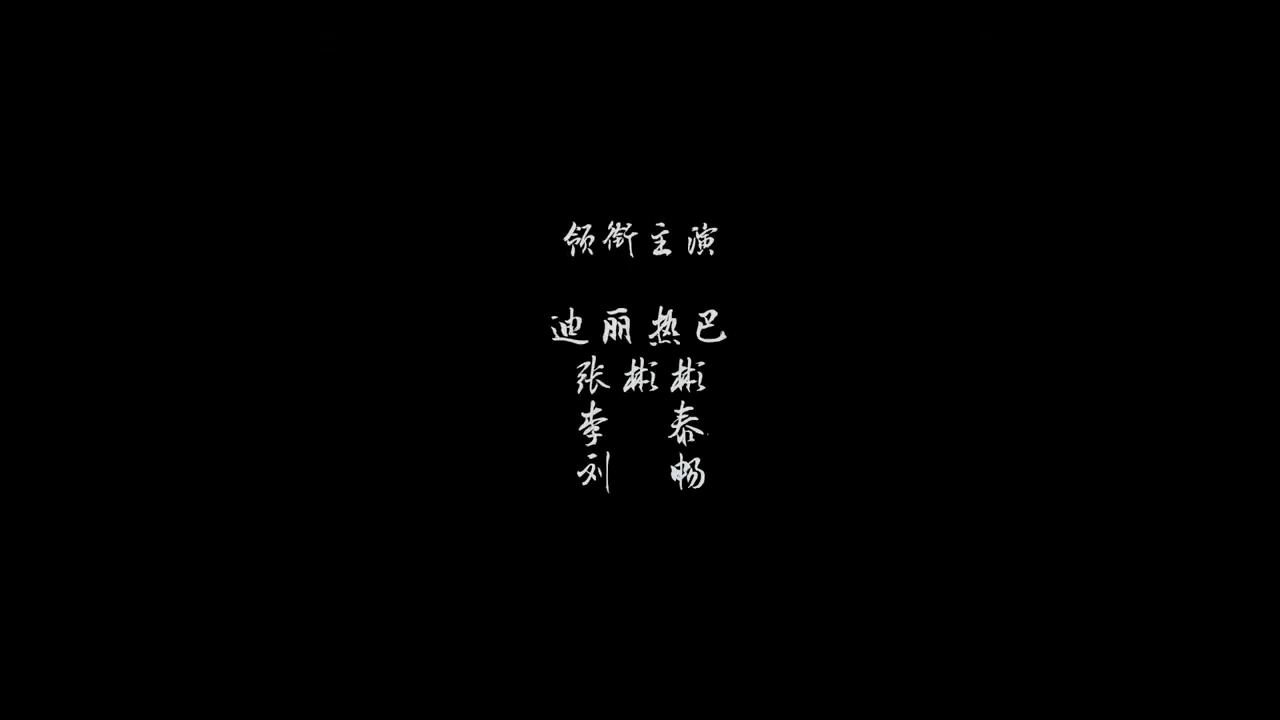 领衔主演
迪丽热巴
张彬彬
李 泰
刘 畅